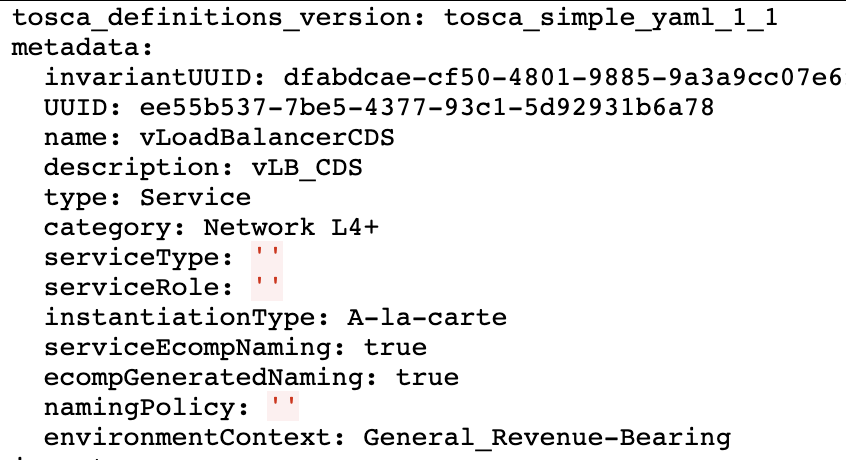 tosca_definitions_version: tosca_simple_yaml_1_1
metadata:
invariantUUID: dfabdcae-cf50-4801-9885-9a3a9cc07e6
UUID: ee55b537-7be5-4377-93c1-5d92931b6a78
name: vLoadBalancerCDS
description: vLB_CDS
type: Service
category: Network L4+
serviceType: ''
serviceRole: ''
instantiationType: A-la-carte
serviceEcompNaming: true
ecompGeneratedNaming: true
namingPolicy: ''
environmentContext: General_Revenue-Bearing